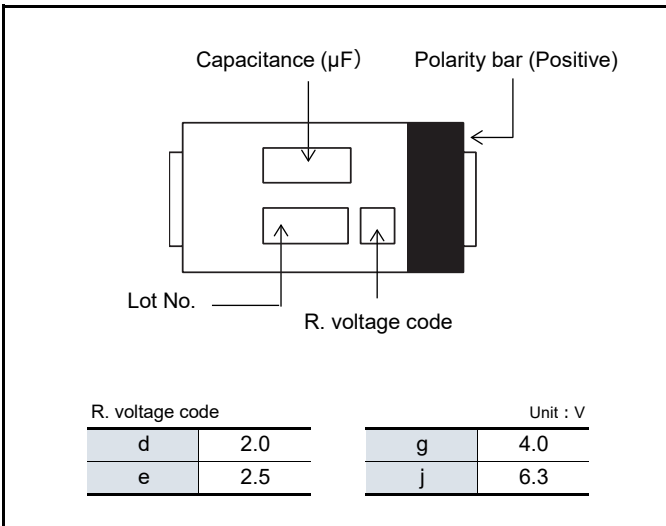 Capacitance (μF) Polarity bar (Positive)
Lot No.
R. voltage code
R. voltage code Unit : V
d 2.0 g 4.0
e 2.5 j 6.3